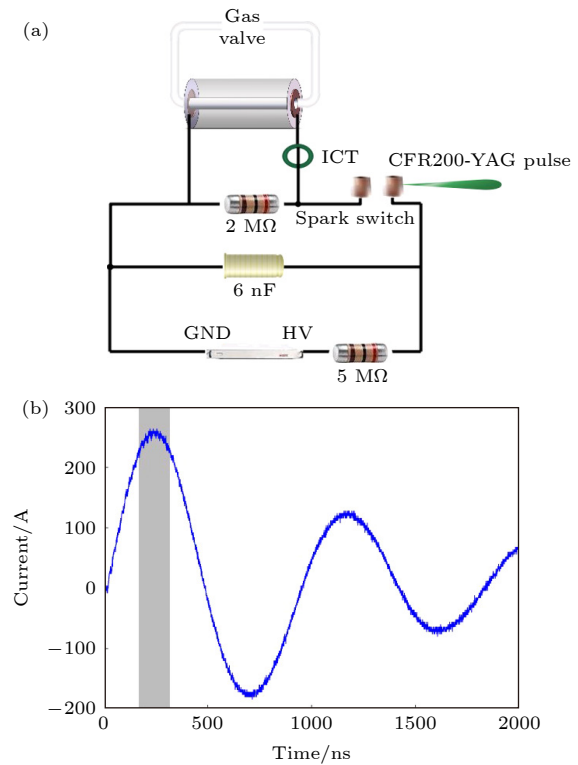 (a)
Gas
valve
ICT
CFR200-YAG pulse
Spark switch
2 MΩ
6 nF
GND
HV
5 MΩ
(b)
300
200
100
0
−100
−200
Current/A
0
500
1000
1500
2000
Time/ns